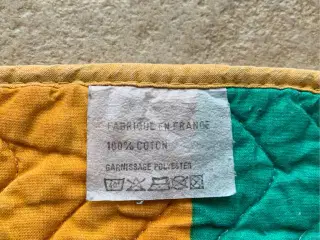 FABRIQUE EN FRANCE
100% COTON
GARNISSAGE POLYESTER